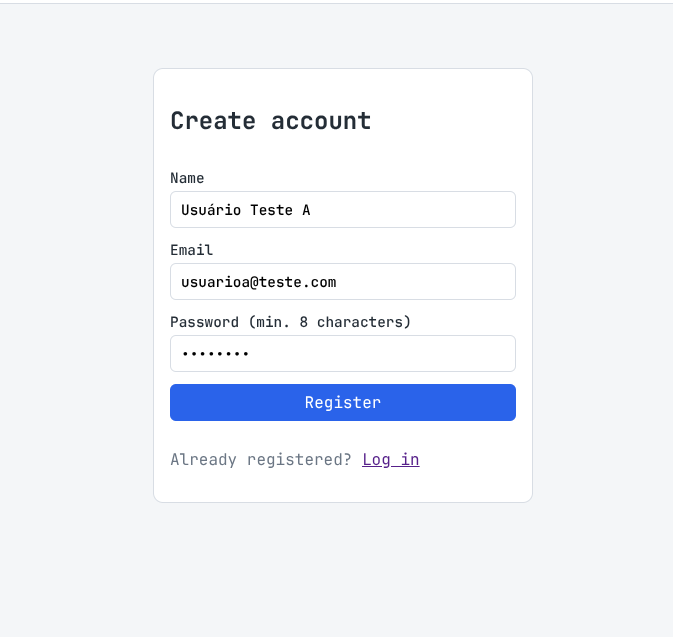 Create account
Name
Usuário Teste A
Email
usuarioa@teste.com
Password (min. 8 characters)
••••••••
Register
Already registered? Log in